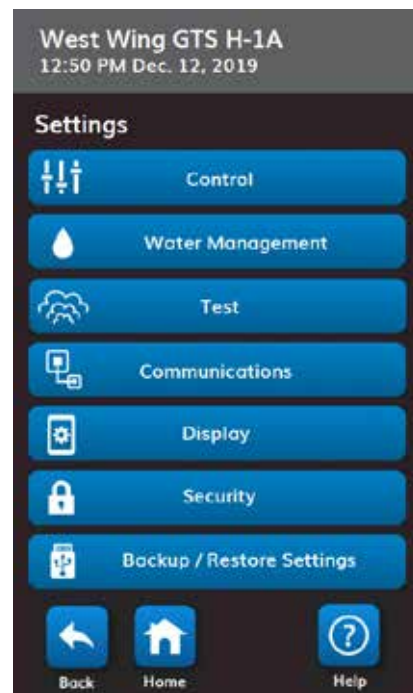 West Wing GTS H-1A
12:50 PM Dec. 12, 2019
Settings
Control
Water Management
Test
Communications
Display
Security
Backup / Restore Settings
Back Home Help